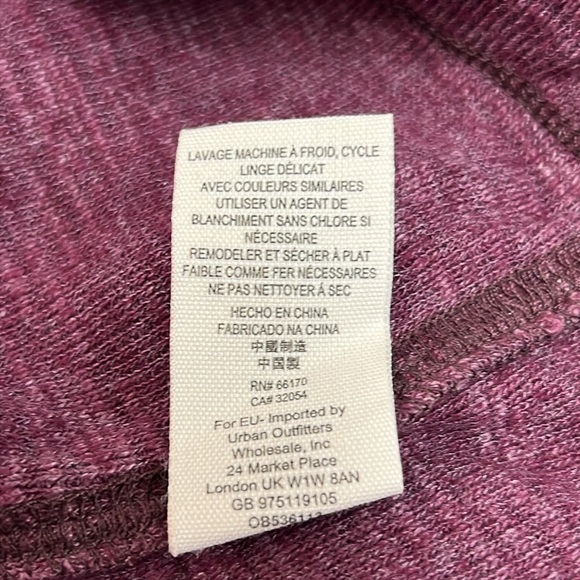 LAVAGE MACHINE À FROID, CYCLE
LINGE DÉLICAT
AVEC COULEURS SIMILAIRES
UTILISER UN AGENT DE
BLANCHIMENT SANS CHLORE SI
NÉCESSAIRE
REMODELER ET SÉCHER À PLAT
FAIBLE COMME FER NÉCESSAIRES
NE PAS NETTOYER À SEC
HECHO EN CHINA
FABRICADO NA CHINA
中國制造
中国製
RN# 66170
CA# 32054
For EU- Imported by
Urban Outfitters
Wholesale, Inc
24 Market Place
London UK W1W 8AN
GB 975119105